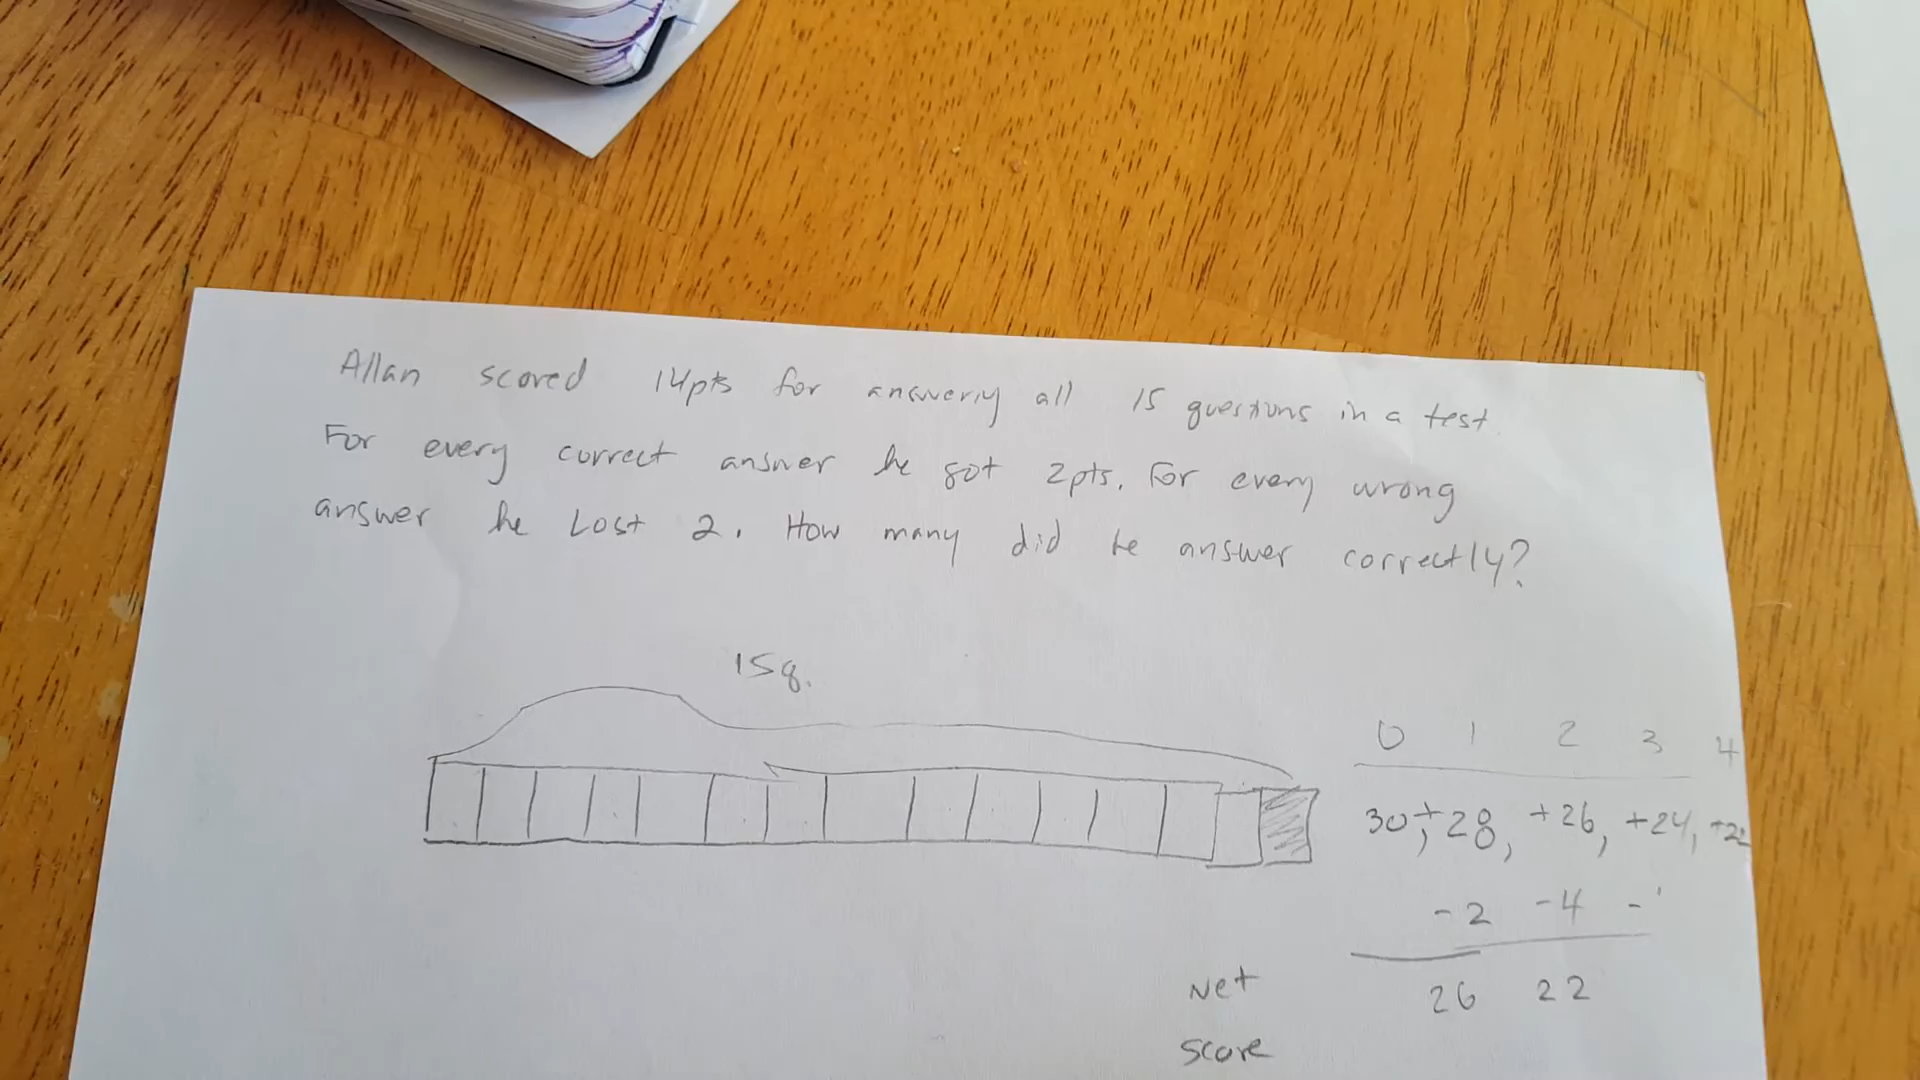 Allan scored 14pts for answeriy all 15 questions in a test.
For every correct answer he got 2pts. For every wrong
answer he Lost 2. How many did he answer correctly?
15q.
0 1 2 3 4
30, +28, +26, +24, +22
-2 -4 -
Net 26 22
score